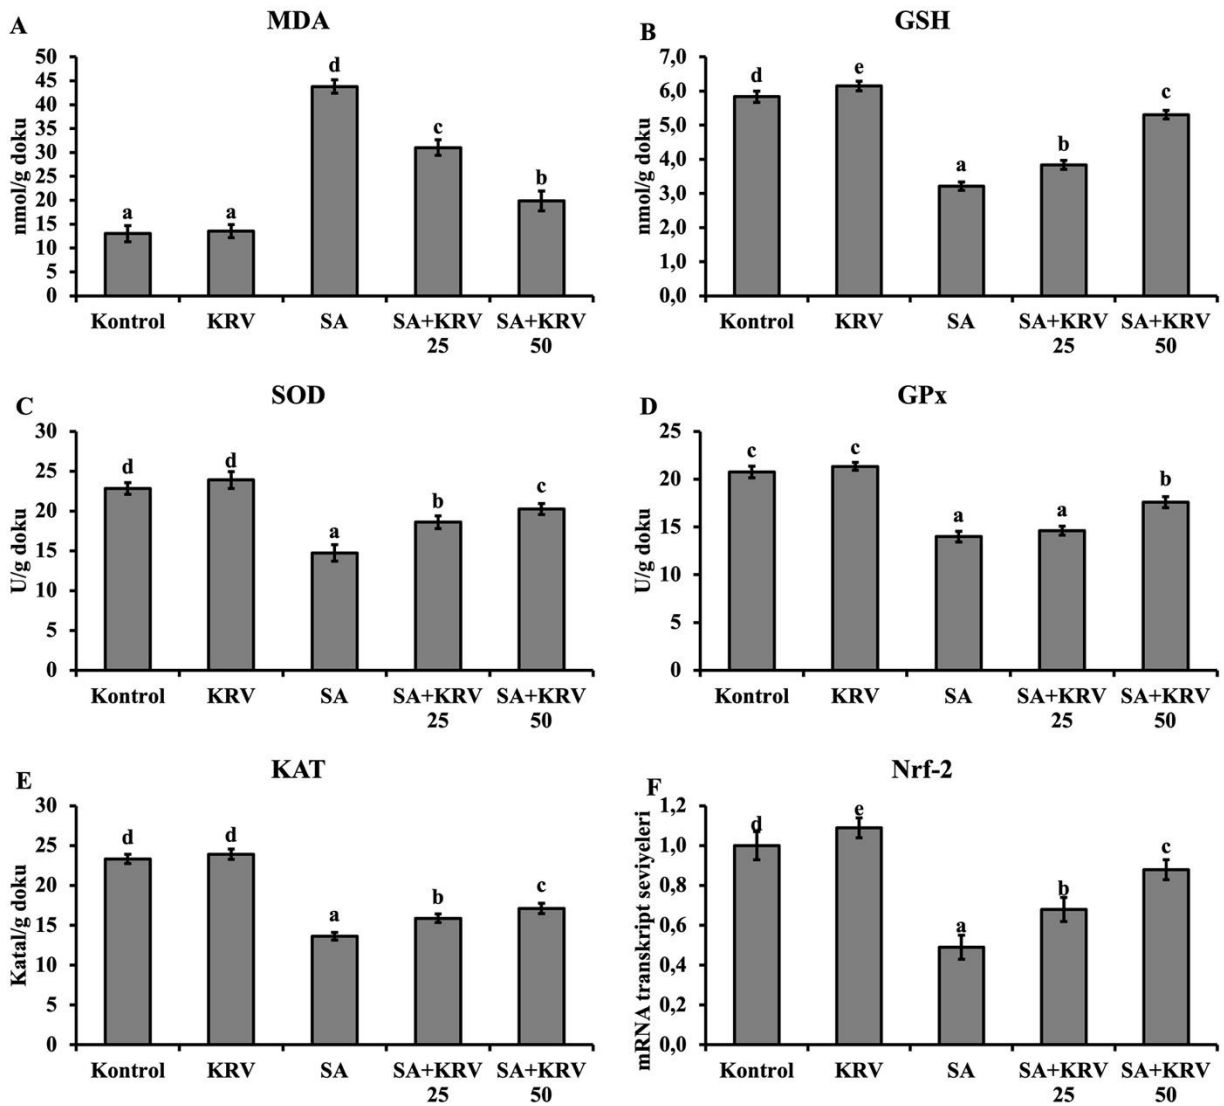 A
MDA
nmol/g doku
50
45
40
35
30
25
20
15
10
5
0
a
a
d
c
b
Kontrol
KRV
SA
SA+KRV
25
SA+KRV
50
B
GSH
nmol/g doku
7,0
6,0
5,0
4,0
3,0
2,0
1,0
0,0
d
e
a
b
c
Kontrol
KRV
SA
SA+KRV
25
SA+KRV
50
C
SOD
U/g doku
30
25
20
15
10
5
0
d
d
a
b
c
Kontrol
KRV
SA
SA+KRV
25
SA+KRV
50
D
GPx
U/g doku
25
20
15
10
5
0
c
c
a
a
b
Kontrol
KRV
SA
SA+KRV
25
SA+KRV
50
E
KAT
Katal/g doku
30
25
20
15
10
5
0
d
d
a
b
c
Kontrol
KRV
SA
SA+KRV
25
SA+KRV
50
F
Nrf-2
mRNA transkript seviyeleri
1,2
1,0
0,8
0,6
0,4
0,2
0,0
d
e
a
b
c
Kontrol
KRV
SA
SA+KRV
25
SA+KRV
50